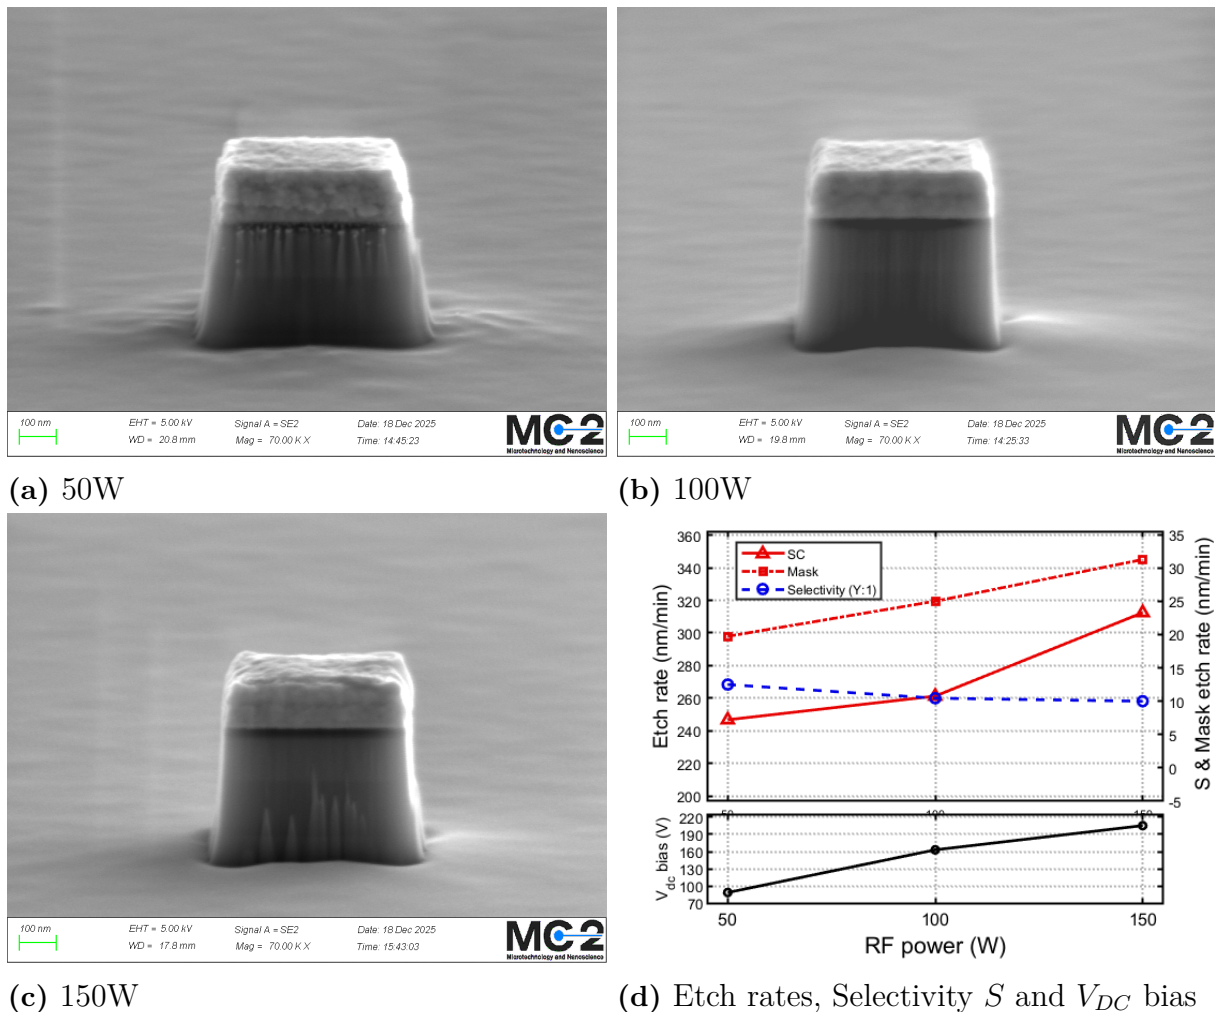 100 nm
EHT = 5.00 kV
Signal A = SE2
Date: 18 Dec 2025
WD = 20.8 mm
Mag = 70.00 K X
Time: 14:45:23
MC2
Microtechnology and Nanoscience
(a) 50W
100 nm
EHT = 5.00 kV
Signal A = SE2
Date: 18 Dec 2025
WD = 19.8 mm
Mag = 70.00 K X
Time: 14:25:33
MC2
Microtechnology and Nanoscience
(b) 100W
100 nm
EHT = 5.00 kV
Signal A = SE2
Date: 18 Dec 2025
WD = 17.8 mm
Mag = 70.00 K X
Time: 15:43:03
MC2
Microtechnology and Nanoscience
(c) 150W
SC
Mask
Selectivity (Y:1)
Etch rate (nm/min)
360
340
320
300
280
260
240
220
200
S & Mask etch rate (nm/min)
35
30
25
20
15
10
5
0
-5
50
100
150
V_dc bias (V)
220
190
160
130
100
70
50
100
150
RF power (W)
(d) Etch rates, Selectivity S and V_DC bias